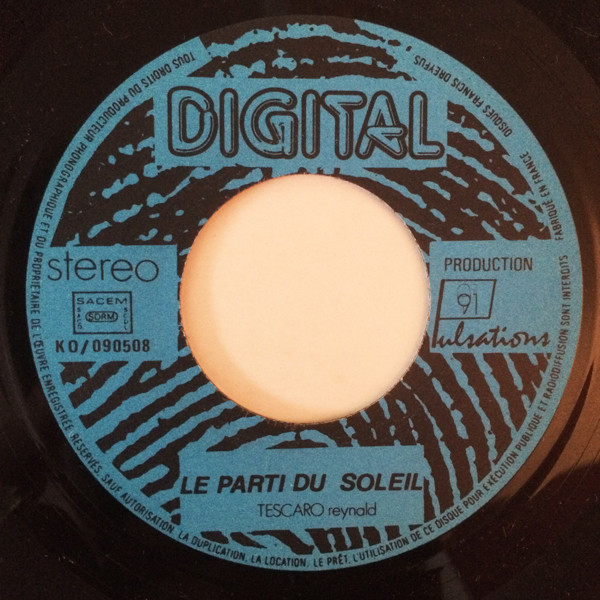 DIGITAL
stereo
SACEM
SDRM
KO/090508
PRODUCTION
91
Pulsations
LE PARTI DU SOLEIL
TESCARO reynald
TOUS DROITS DU PRODUCTEUR PHONOGRAPHIQUE ET DU PROPRIETAIRE DE L'ŒUVRE ENREGISTRÉE RESERVES. SAUF AUTORISATION. LA DUPLICATION. LA LOCATION. LE PRÊT. L'UTILISATION DE CE DISQUE POUR EXÉCUTION PUBLIQUE ET RADIODIFFUSION SONT INTERDITS FABRIQUÉ EN FRANCE DISQUES FRANCIS DREYFUS